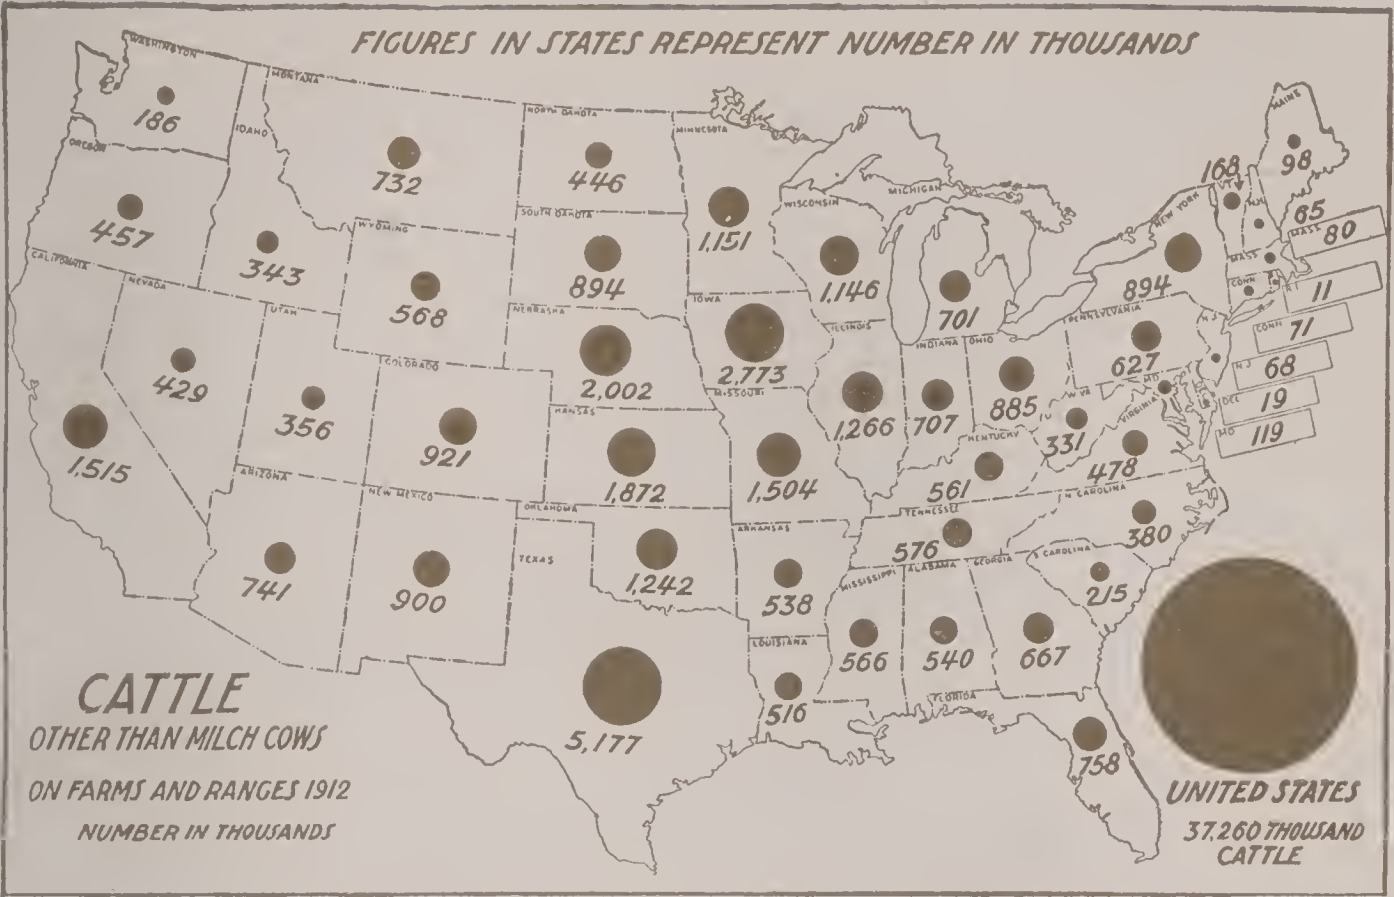 FIGURES IN STATES REPRESENT NUMBER IN THOUSANDS
WASHINGTON
186
OREGON
457
CALIFORNIA
1,515
IDAHO
343
NEVADA
429
MONTANA
732
WYOMING
568
UTAH
356
COLORADO
921
ARIZONA
741
NEW MEXICO
900
NORTH DAKOTA
446
SOUTH DAKOTA
894
NEBRASKA
2,002
KANSAS
1,872
OKLAHOMA
1,242
TEXAS
5,177
MINNESOTA
1,151
IOWA
2,773
MISSOURI
1,504
ARKANSAS
538
LOUISIANA
516
WISCONSIN
1,146
ILLINOIS
1,266
MICHIGAN
701
INDIANA
707
OHIO
885
KENTUCKY
561
TENNESSEE
576
MISSISSIPPI
566
ALABAMA
540
GEORGIA
667
FLORIDA
758
S CAROLINA
215
N. CAROLINA
380
VIRGINIA
478
W VA
331
MD
PENNSYLVANIA
627
N.J.
NEW YORK
894
VT
168
N.H.
65
MAINE
98
MASS
CONN
MASS 80
R I 11
CONN 71
N J 68
DEL 19
MD 119
CATTLE
OTHER THAN MILCH COWS
ON FARMS AND RANGES 1912
NUMBER IN THOUSANDS
UNITED STATES
37,260 THOUSAND
CATTLE